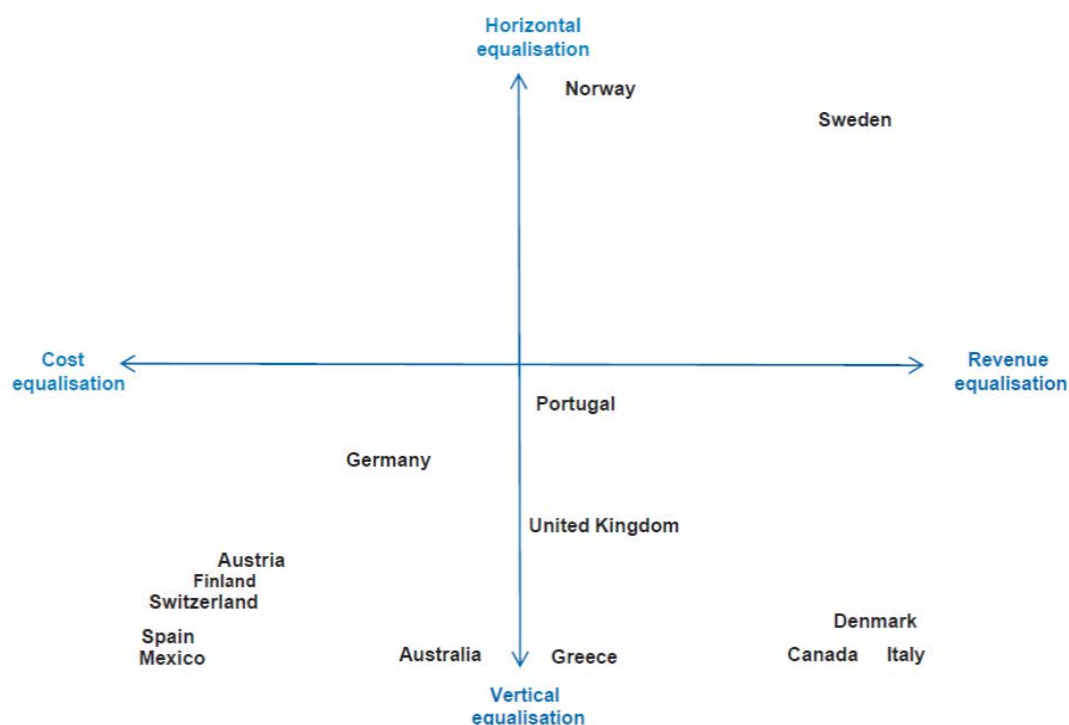 Horizontal
equalisation
Norway
Sweden
Cost
equalisation
Revenue
equalisation
Portugal
Germany
United Kingdom
Austria
Finland
Switzerland
Denmark
Spain
Mexico
Australia
Greece
Canada
Italy
Vertical
equalisation